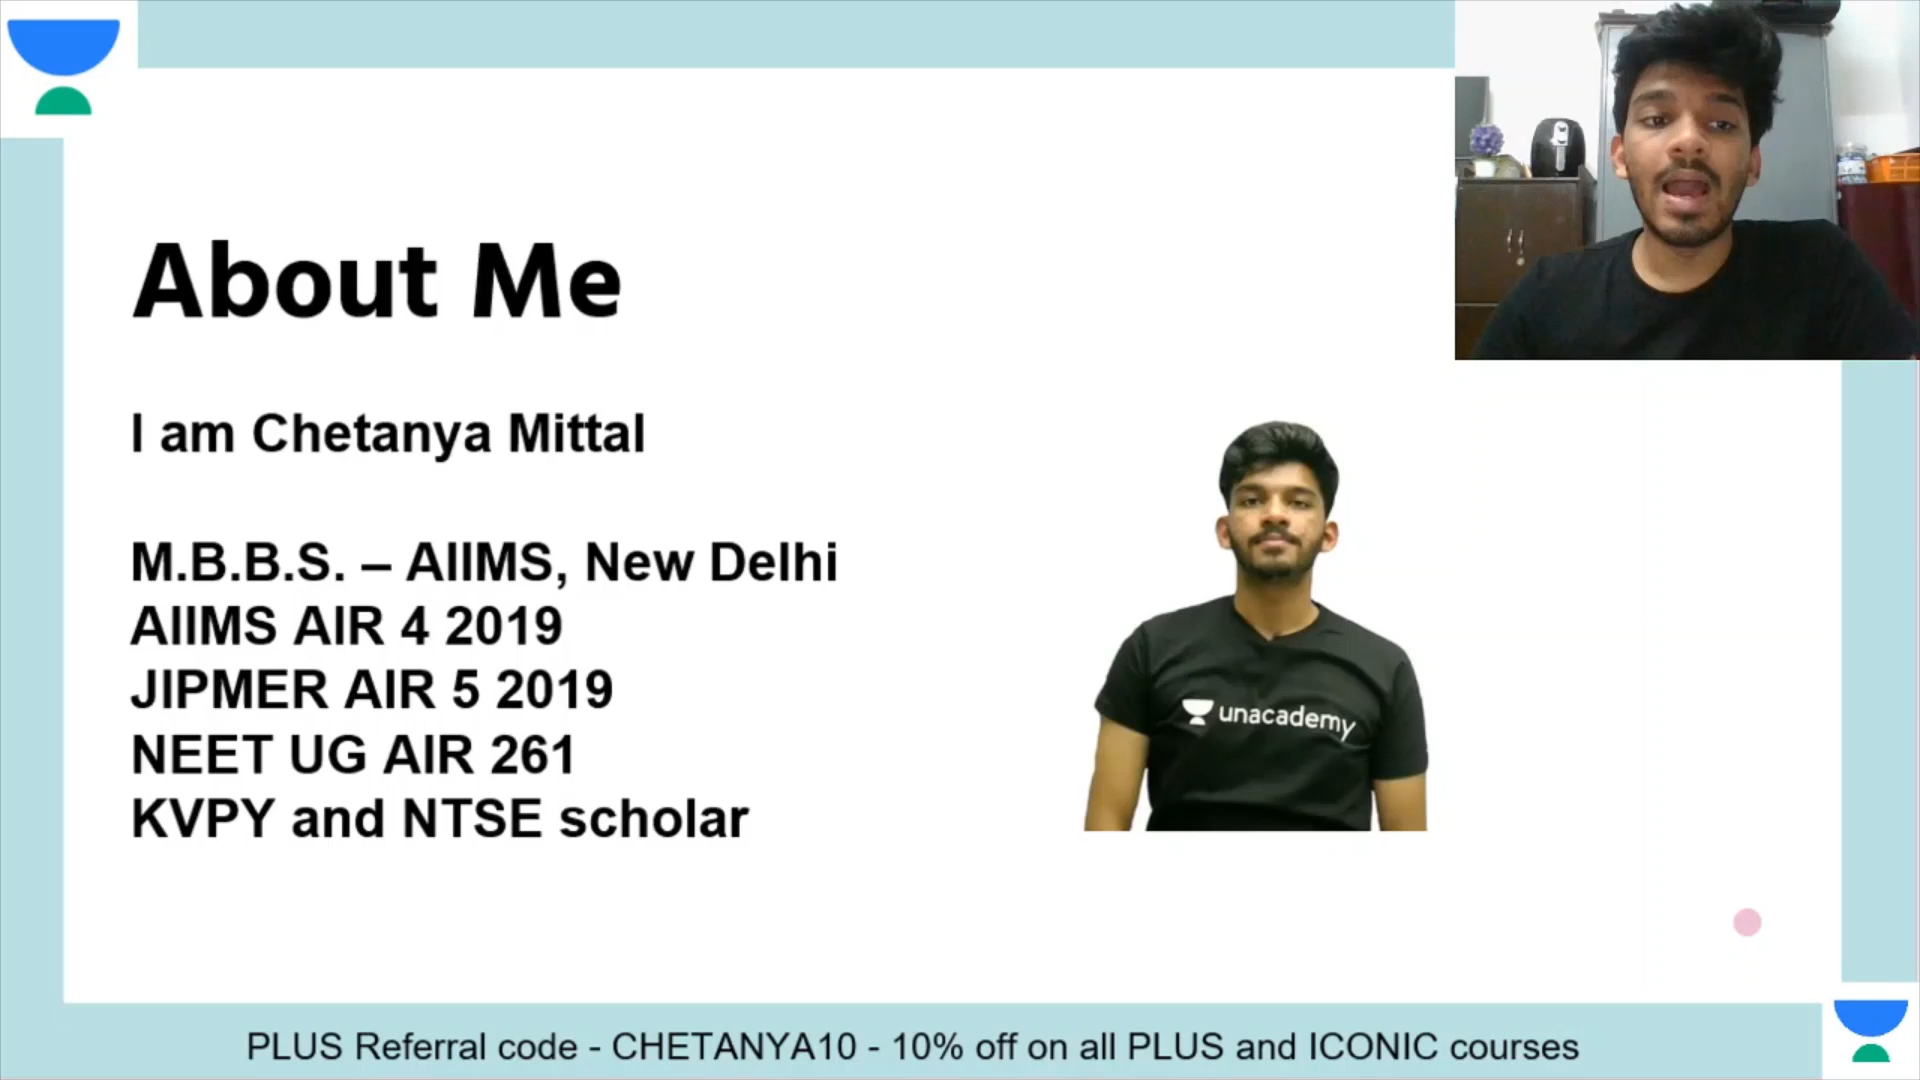 About Me
I am Chetanya Mittal
M.B.B.S. – AIIMS, New Delhi
AIIMS AIR 4 2019
JIPMER AIR 5 2019
NEET UG AIR 261
KVPY and NTSE scholar
unacademy
PLUS Referral code - CHETANYA10 - 10% off on all PLUS and ICONIC courses